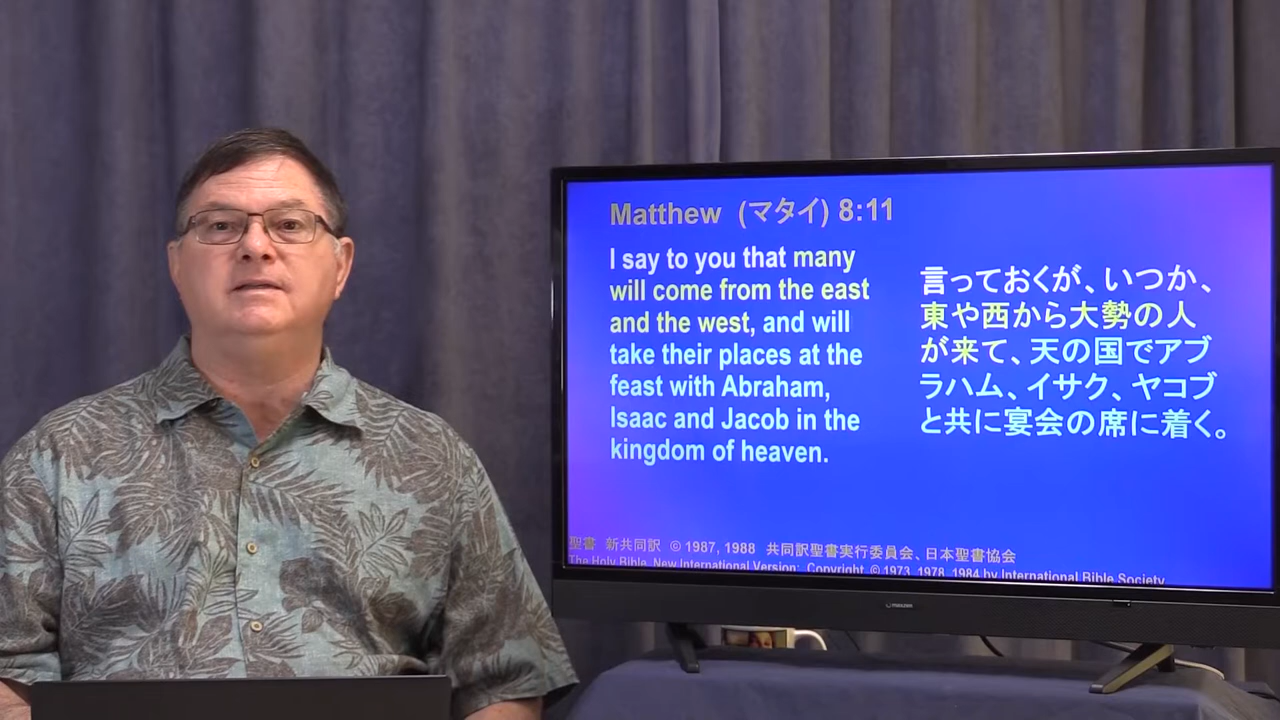 Matthew (マタイ) 8:11
I say to you that many
will come from the east
and the west, and will
take their places at the
feast with Abraham,
Isaac and Jacob in the
kingdom of heaven.
言っておくが、いつか、
東や西から大勢の人
が来て、天の国でアブ
ラハム、イサク、ヤコブ
と共に宴会の席に着く。
聖書 新共同訳 © 1987, 1988 共同訳聖書実行委員会、日本聖書協会
The Holy Bible, New International Version; Copyright © 1973, 1978, 1984 by International Bible Society